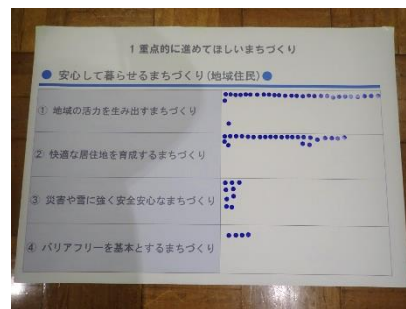 1 重点的に進めてほしいまちづくり
● 安心して暮らせるまちづくり(地域住民)●
① 地域の活力を生み出すまちづくり
② 快適な居住地を育成するまちづくり
③ 災害や雪に強く安全安心なまちづくり
④ バリアフリーを基本とするまちづくり